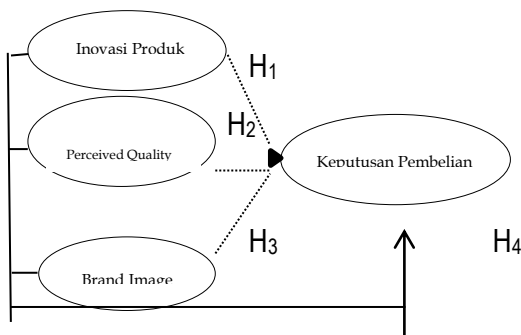 Inovasi Produk
H1
H2
Perceived Quality
Keputusan Pembelian
H3
H4
Brand Image